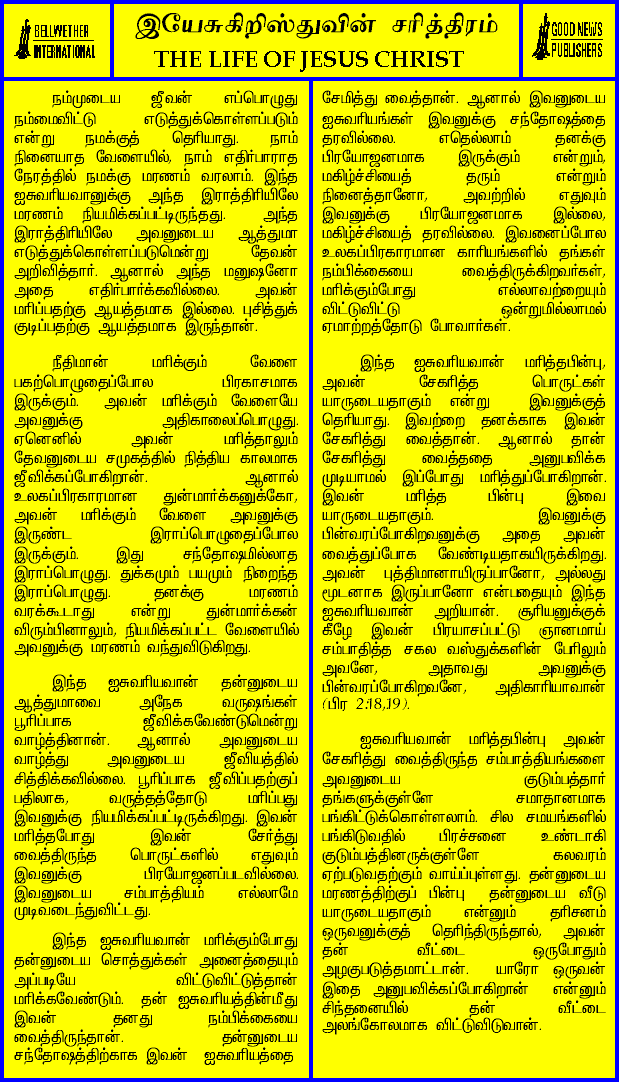 BELLWETHER
INTERNATIONAL
இயேசுகிறிஸ்துவின் சரித்திரம்
THE LIFE OF JESUS CHRIST
GOOD NEWS
PUBLISHERS
நம்முடைய ஜீவன் எப்பொழுது
நம்மைவிட்டு எடுத்துக்கொள்ளப்படும்
என்று நமக்குத் தெரியாது. நாம்
நினையாத வேளையில், நாம் எதிர்பாராத
நேரத்தில் நமக்கு மரணம் வரலாம். இந்த
ஐசுவரியவானுக்கு அந்த இராத்திரியிலே
மரணம் நியமிக்கப்பட்டிருந்தது. அந்த
இராத்திரியிலே அவனுடைய ஆத்துமா
எடுத்துக்கொள்ளப்படுமென்று தேவன்
அறிவித்தார். ஆனால் அந்த மனுஷனோ
அதை எதிர்பார்க்கவில்லை. அவன்
மரிப்பதற்கு ஆயத்தமாக இல்லை. புசித்துக்
குடிப்பதற்கு ஆயத்தமாக இருந்தான்.
நீதிமான் மரிக்கும் வேளை
பகற்பொழுதைப்போல பிரகாசமாக
இருக்கும். அவன் மரிக்கும் வேளையே
அவனுக்கு அதிகாலைப்பொழுது.
ஏனெனில் அவன் மரித்தாலும்
தேவனுடைய சமுகத்தில் நித்திய காலமாக
ஜீவிக்கப்போகிறான். ஆனால்
உலகப்பிரகாரமான துன்மார்க்கனுக்கோ,
அவன் மரிக்கும் வேளை அவனுக்கு
இருண்ட இராப்பொழுதைப்போல
இருக்கும். இது சந்தோஷமில்லாத
இராப்பொழுது. துக்கமும் பயமும் நிறைந்த
இராப்பொழுது. தனக்கு மரணம்
வரக்கூடாது என்று துன்மார்க்கன்
விரும்பினாலும், நியமிக்கப்பட்ட வேளையில்
அவனுக்கு மரணம் வந்துவிடுகிறது.
இந்த ஐசுவரியவான் தன்னுடைய
ஆத்துமாவை அநேக வருஷங்கள்
பூரிப்பாக ஜீவிக்கவேண்டுமென்று
வாழ்த்தினான். ஆனால் அவனுடைய
வாழ்த்து அவனுடைய ஜீவியத்தில்
சித்திக்கவில்லை. பூரிப்பாக ஜீவிப்பதற்குப்
பதிலாக, வருத்தத்தோடு மரிப்பது
இவனுக்கு நியமிக்கப்பட்டிருக்கிறது. இவன்
மரித்தபோது இவன் சேர்த்து
வைத்திருந்த பொருட்களில் எதுவும்
இவனுக்கு பிரயோஜனப்படவில்லை.
இவனுடைய சம்பாத்தியம் எல்லாமே
முடிவடைந்துவிட்டது.
இந்த ஐசுவரியவான் மரிக்கும்போது
தன்னுடைய சொத்துக்கள் அனைத்தையும்
அப்படியே விட்டுவிட்டுத்தான்
மரிக்கவேண்டும். தன் ஐசுவரியத்தின்மீது
இவன் தனது நம்பிக்கையை
வைத்திருந்தான். தன்னுடைய
சந்தோஷத்திற்காக இவன் ஐசுவரியத்தை
சேமித்து வைத்தான். ஆனால் இவனுடைய
ஐசுவரியங்கள் இவனுக்கு சந்தோஷத்தை
தரவில்லை. எதெல்லாம் தனக்கு
பிரயோஜனமாக இருக்கும் என்றும்,
மகிழ்ச்சியைத் தரும் என்றும்
நினைத்தானோ, அவற்றில் எதுவும்
இவனுக்கு பிரயோஜனமாக இல்லை,
மகிழ்ச்சியைத் தரவில்லை. இவனைப்போல
உலகப்பிரகாரமான காரியங்களில் தங்கள்
நம்பிக்கையை வைத்திருக்கிறவர்கள்,
மரிக்கும்போது எல்லாவற்றையும்
விட்டுவிட்டு ஒன்றுமில்லாமல்
ஏமாற்றத்தோடு போவார்கள்.
இந்த ஐசுவரியவான் மரித்தபின்பு,
அவன் சேகரித்த பொருட்கள்
யாருடையதாகும் என்று இவனுக்குத்
தெரியாது. இவற்றை தனக்காக இவன்
சேகரித்து வைத்தான். ஆனால் தான்
சேகரித்து வைத்ததை அனுபவிக்க
முடியாமல் இப்போது மரித்துப்போகிறான்.
இவன் மரித்த பின்பு இவை
யாருடையதாகும். இவனுக்கு
பின்வரப்போகிறவனுக்கு அதை அவன்
வைத்துப்போக வேண்டியதாகயிருக்கிறது.
அவன் புத்திமானாயிருப்பானோ, அல்லது
மூடனாக இருப்பானோ என்பதையும் இந்த
ஐசுவரியவான் அறியான். சூரியனுக்குக்
கீழே இவன் பிரயாசப்பட்டு ஞானமாய்
சம்பாதித்த சகல வஸ்துக்களின் பேரிலும்
அவனே, அதாவது அவனுக்கு
பின்வரப்போகிறவனே, அதிகாரியாவான்
(பிர 2:18,19).
ஐசுவரியவான் மரித்தபின்பு அவன்
சேகரித்து வைத்திருந்த சம்பாத்தியங்களை
அவனுடைய குடும்பத்தார்
தங்களுக்குள்ளே சமாதானமாக
பங்கிட்டுக்கொள்ளலாம். சில சமயங்களில்
பங்கிடுவதில் பிரச்சனை உண்டாகி
குடும்பத்தினருக்குள்ளே கலவரம்
ஏற்படுவதற்கும் வாய்ப்புள்ளது. தன்னுடைய
மரணத்திற்குப் பின்பு தன்னுடைய வீடு
யாருடையதாகும் என்னும் தரிசனம்
ஒருவனுக்குத் தெரிந்திருந்தால், அவன்
தன் வீட்டை ஒருபோதும்
அழகுபடுத்தமாட்டான். யாரோ ஒருவன்
இதை அனுபவிக்கப்போகிறான் என்னும்
சிந்தனையில் தன் வீட்டை
அலங்கோலமாக விட்டுவிடுவான்.